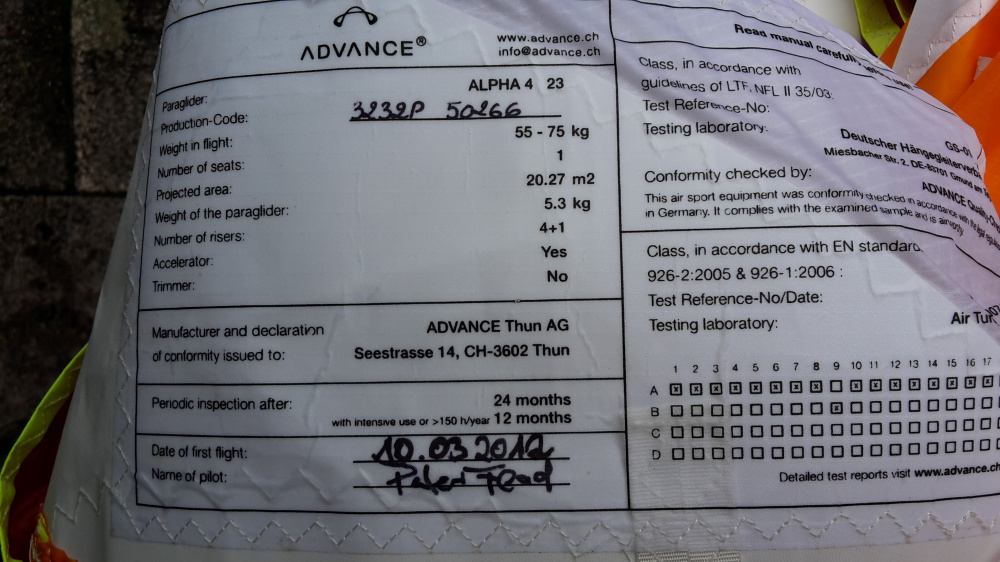 ADVANCE®
www.advance.ch
info@advance.ch
Paraglider: ALPHA 4 23
Production-Code: 3232P 50266
Weight in flight: 55 - 75 kg
Number of seats: 1
Projected area: 20.27 m2
Weight of the paraglider: 5.3 kg
Number of risers: 4+1
Accelerator: Yes
Trimmer: No
Manufacturer and declaration ADVANCE Thun AG
of conformity issued to: Seestrasse 14, CH-3602 Thun
Periodic inspection after: 24 months
with intensive use or >150 h/year 12 months
Date of first flight: 10.03.2012
Name of pilot:
Read manual carefully
Class, in accordance with
guidelines of LTF, NFL II 35/03:
Test Reference-No: GS-01
Testing laboratory: Deutscher Hängegleiterverb
Miesbacher Str. 2, DE-83701 Gmund am
Conformity checked by: ADVANCE
This air sport equipment was conformity checked in accordance with the legal
in Germany. It complies with the examined sample and is
Class, in accordance with EN standard
926-2:2005 & 926-1:2006 :
Test Reference-No/Date:
Testing laboratory: Air
1 2 3 4 5 6 7 8 9 10 11 12 13 14 15 16 17
A
B
C
D
Detailed test reports visit www.advance.ch